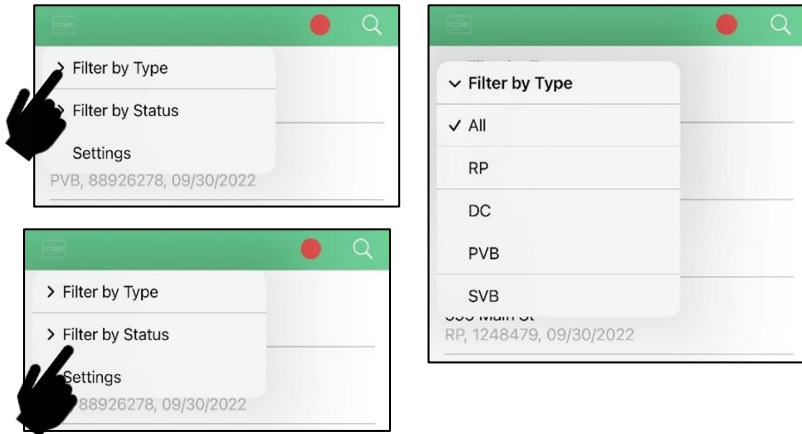 Filter by Type
Filter by Status
Settings
PVB, 88926278, 09/30/2022
Filter by Type
All
RP
DC
PVB
SVB
RP, 1248479, 09/30/2022
Filter by Type
Filter by Status
Settings
88926278, 09/30/2022